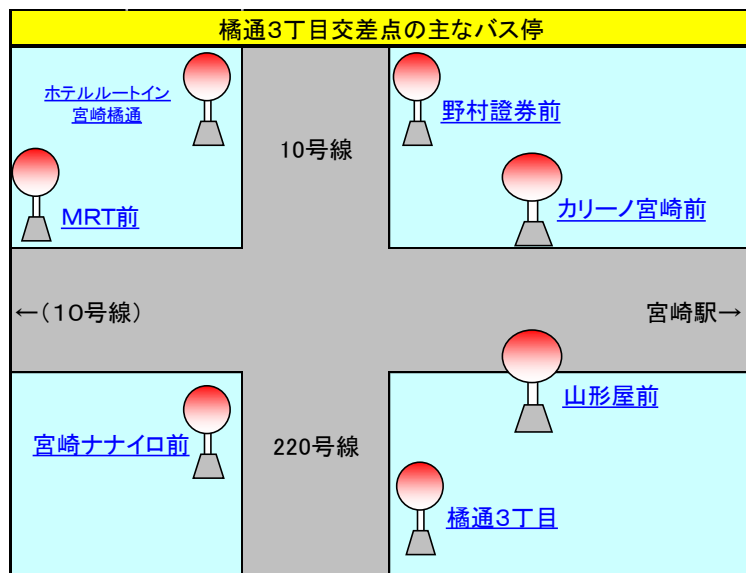 橘通3丁目交差点の主なバス停
ホテルルートイン
宮崎橘通
10号線
野村證券前
MRT前
カリーノ宮崎前
←(10号線)
宮崎駅→
山形屋前
宮崎ナナイロ前
220号線
橘通3丁目